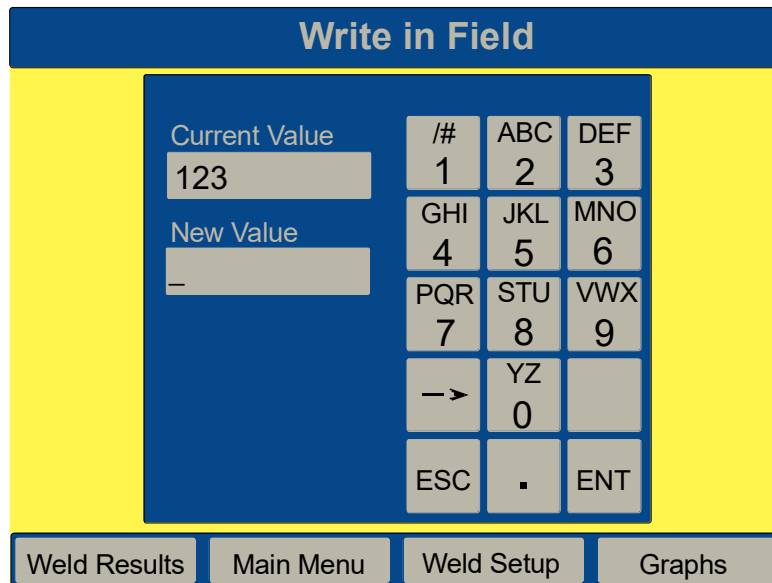 Write in Field
Current Value
123
New Value
_
/#
1
ABC
2
DEF
3
GHI
4
JKL
5
MNO
6
PQR
7
STU
8
VWX
9
YZ
0
ESC
.
ENT
Weld Results
Main Menu
Weld Setup
Graphs